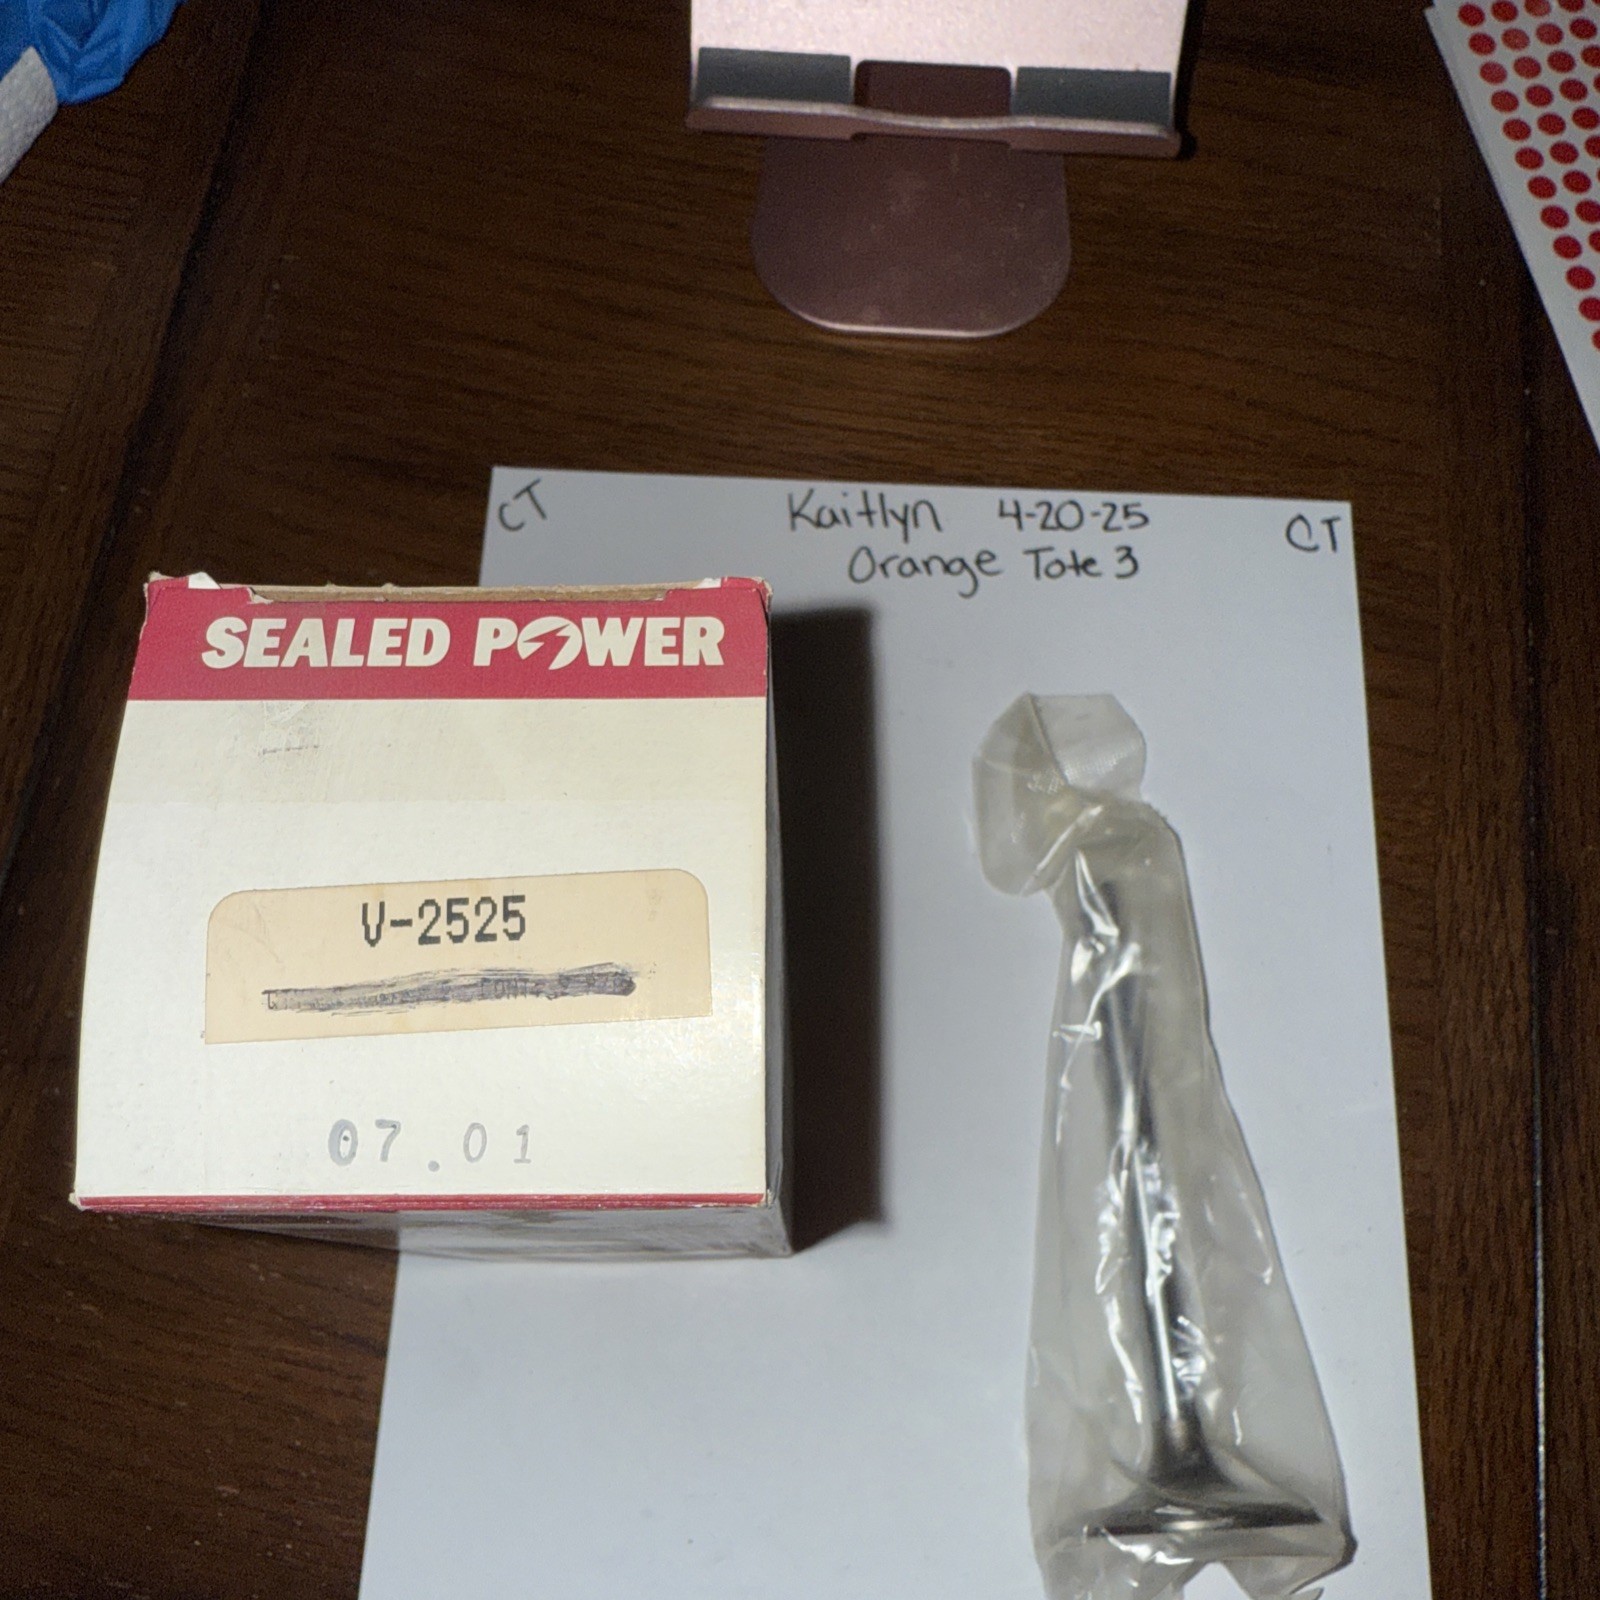 CT
Kaitlyn 4-20-25
CT
Orange Tote 3
SEALED POWER
V-2525
07.01